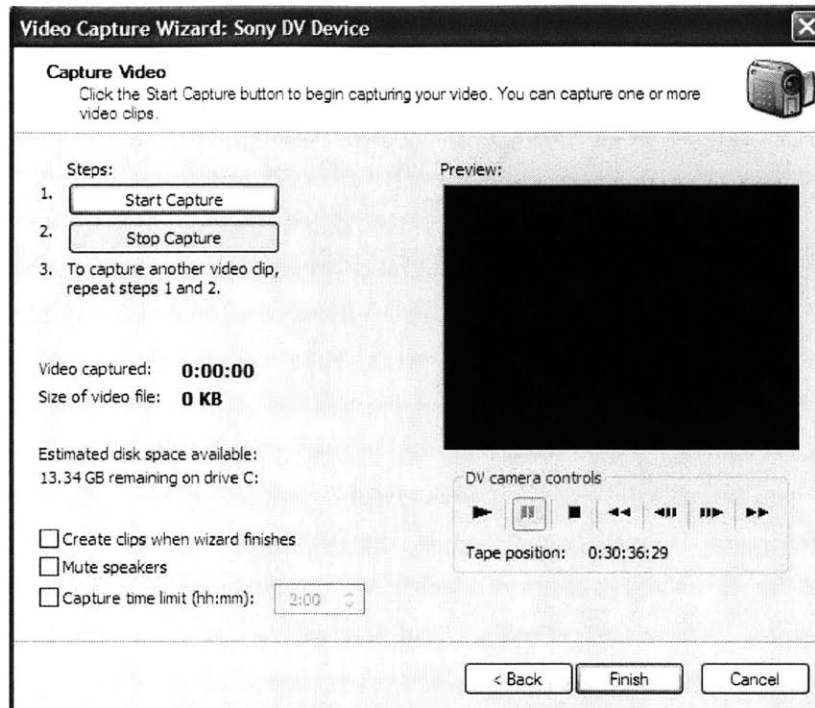 Video Capture Wizard: Sony DV Device
Capture Video
Click the Start Capture button to begin capturing your video. You can capture one or more
video clips.
Steps:
1. Start Capture
2. Stop Capture
3. To capture another video clip,
repeat steps 1 and 2.
Video captured: 0:00:00
Size of video file: 0 KB
Estimated disk space available:
13.34 GB remaining on drive C:
Create clips when wizard finishes
Mute speakers
Capture time limit (hh:mm): 2:00
Preview:
DV camera controls
Tape position: 0:30:36:29
< Back
Finish
Cancel